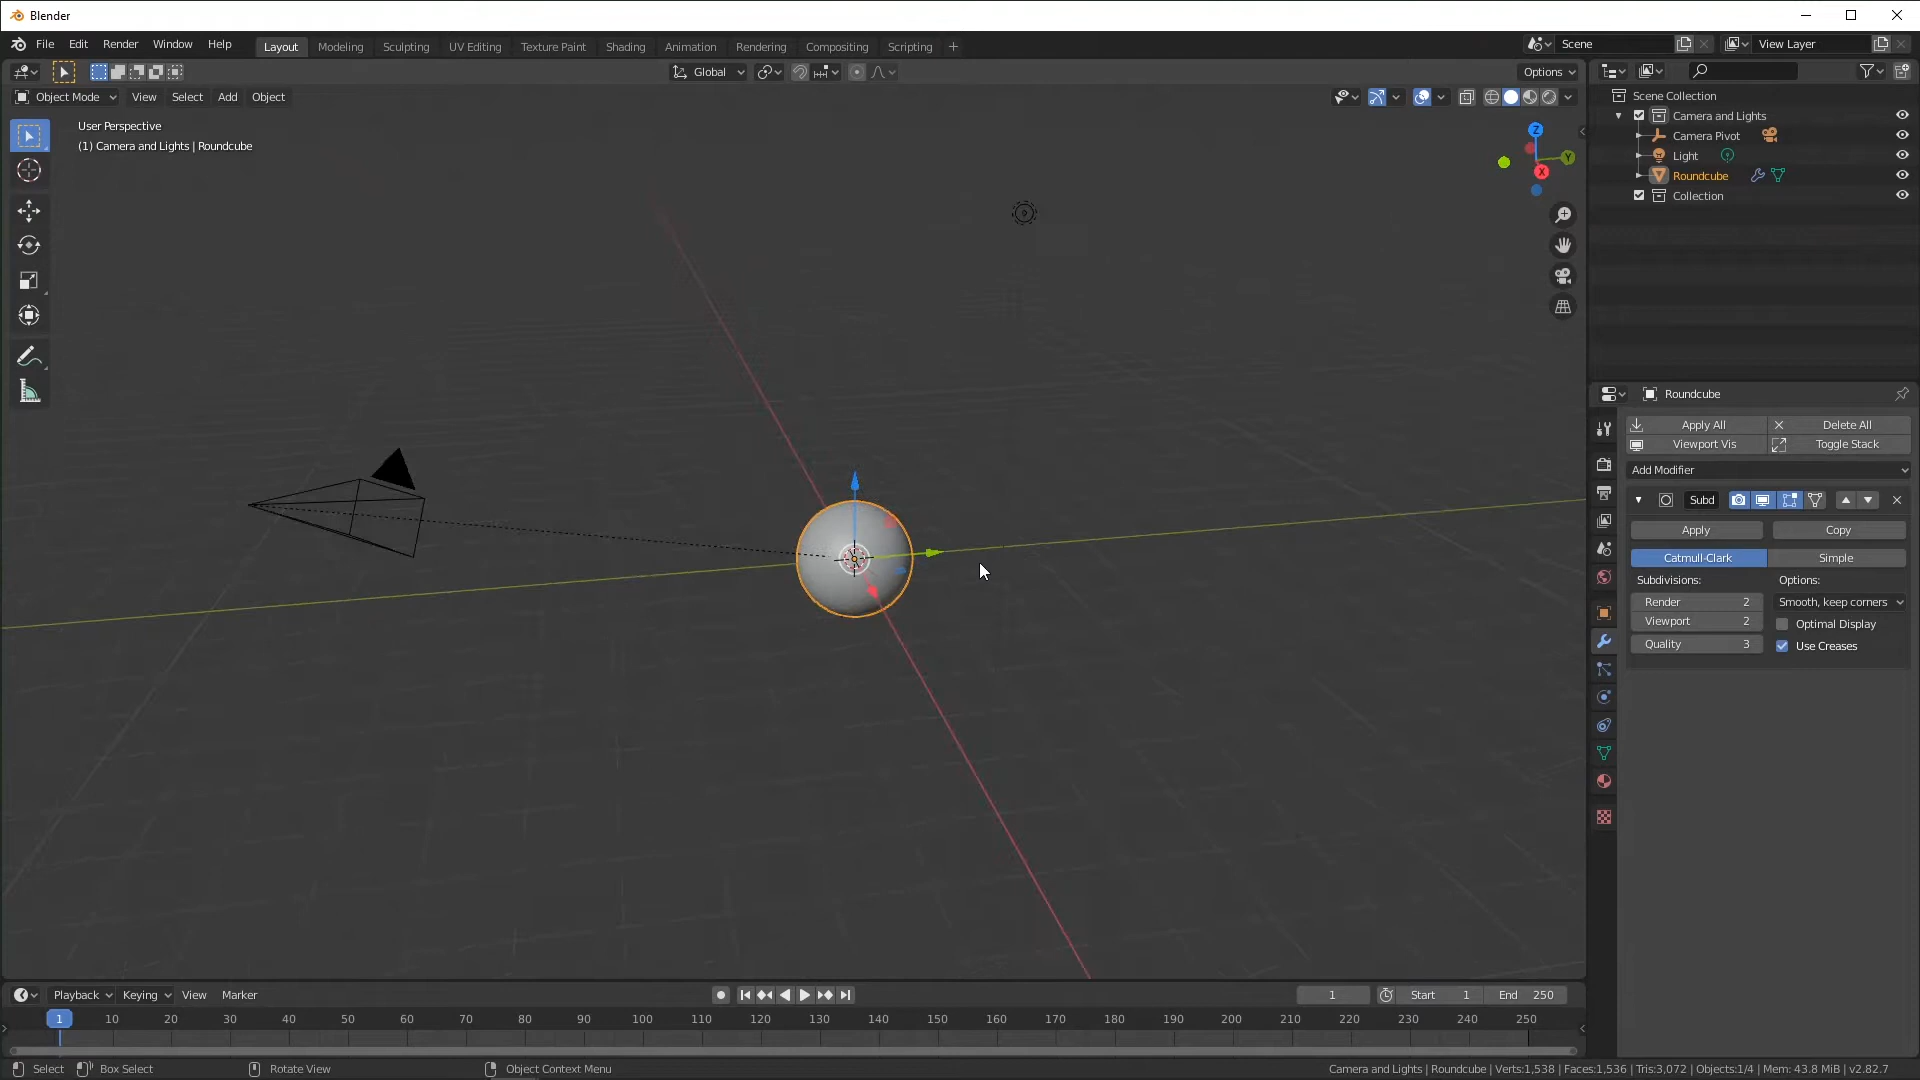 Blender
File Edit Render Window Help
Layout Modeling Sculpting UV Editing Texture Paint Shading Animation Rendering Compositing Scripting +
Scene
View Layer
Global
Options
Object Mode View Select Add Object
User Perspective
(1) Camera and Lights | Roundcube
Z
Y
X
Scene Collection
Camera and Lights
Camera Pivot
Light
Roundcube
Collection
Roundcube
Apply All Delete All
Viewport Vis Toggle Stack
Add Modifier
Subd
Apply Copy
Catmull-Clark Simple
Subdivisions: Options:
Render 2 Smooth, keep corners
Viewport 2 Optimal Display
Quality 3 Use Creases
Playback Keying View Marker
1 Start 1 End 250
1 10 20 30 40 50 60 70 80 90 100 110 120 130 140 150 160 170 180 190 200 210 220 230 240 250
Select Box Select Rotate View Object Context Menu
Camera and Lights | Roundcube | Verts:1,538 | Faces:1,536 | Tris:3,072 | Objects:1/4 | Mem: 43.8 MiB | v2.82.7